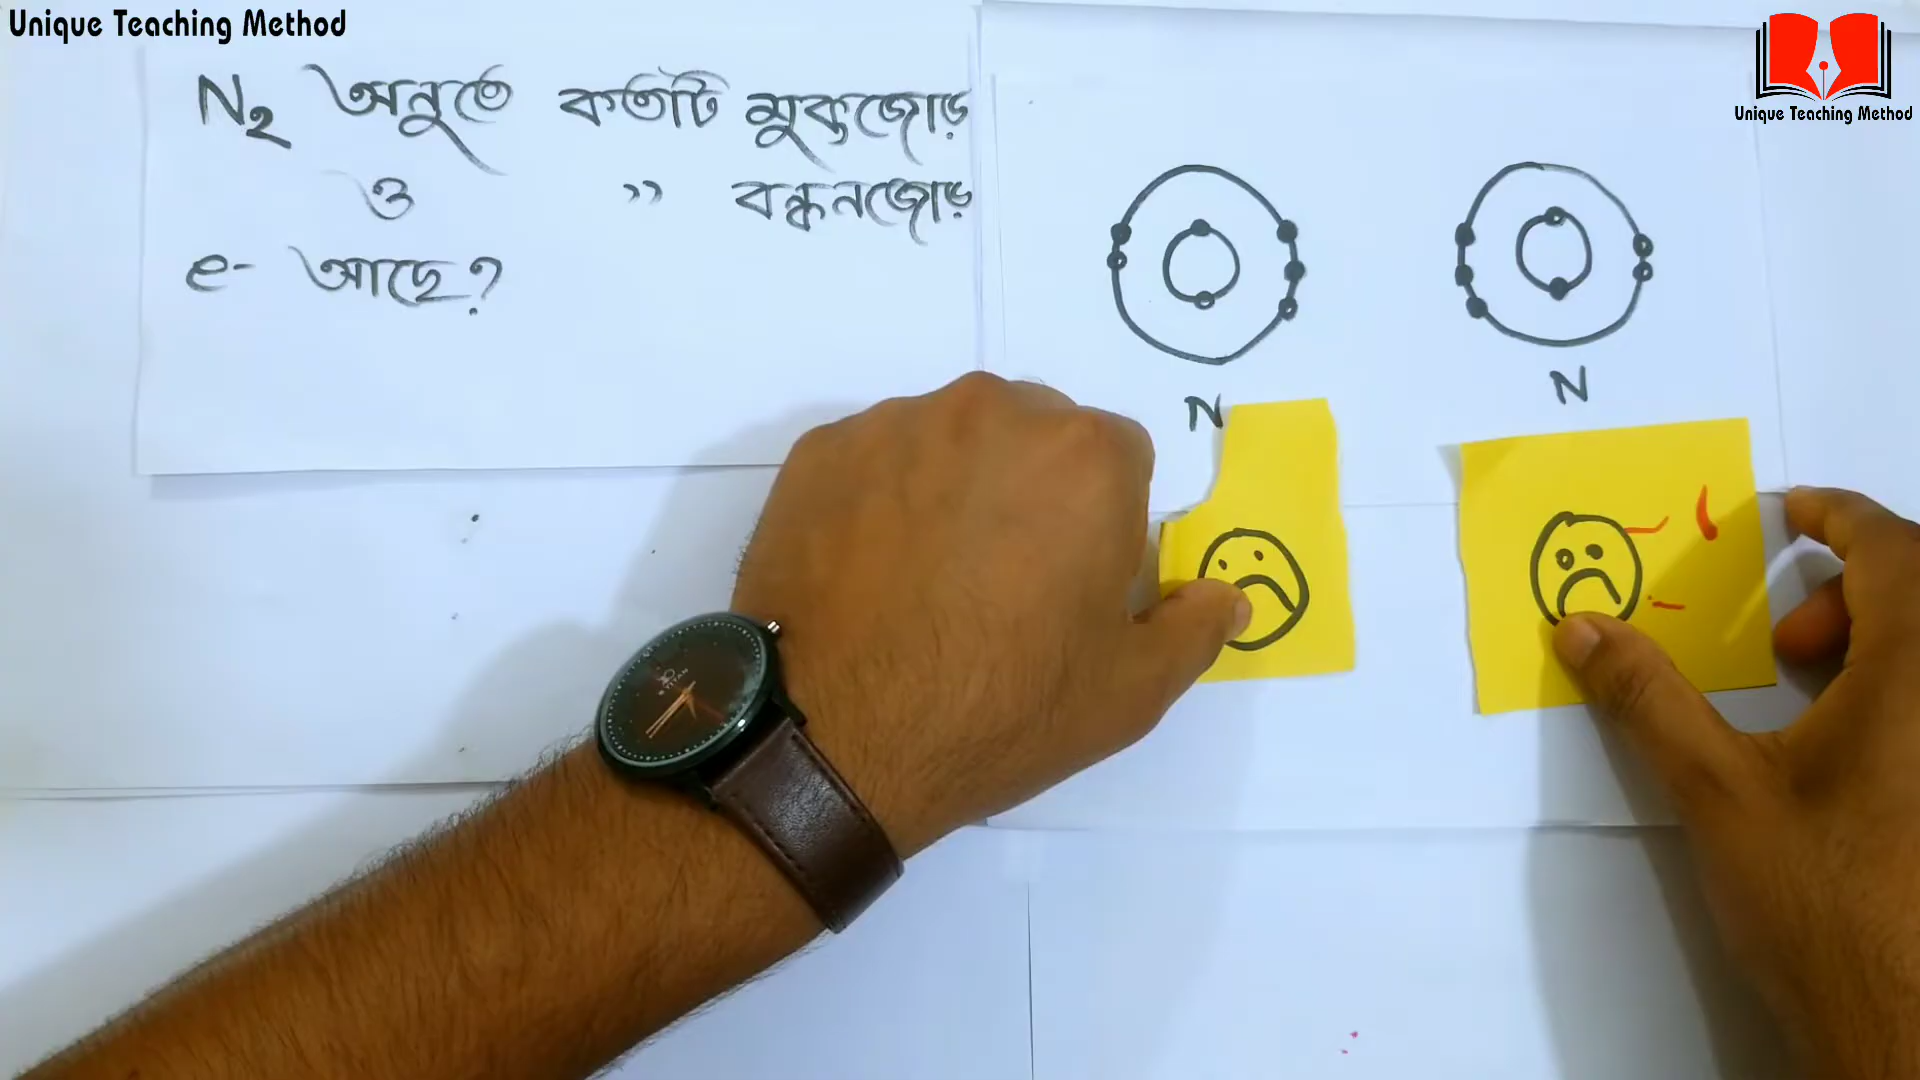 Unique Teaching Method
N2 অনুতে কতটি মুক্তজোড়
ও " বন্ধনজোড়
e- আছে?
N
N
Unique Teaching Method